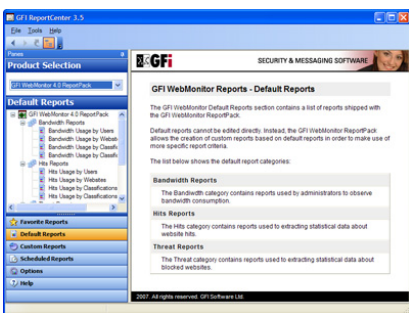 GFI ReportCenter 3.5
File Tools Help
Panes
Product Selection
GFI WebMonitor 4.0 ReportPack
Default Reports
GFI WebMonitor 4.0 ReportPack
Bandwidth Reports
Bandwidth Usage by Users
Bandwidth Usage by Websit
Bandwidth Usage by Classifi
Bandwidth Usage by Classifi
Hits Reports
Hits Usage by Users
Hits Usage by Websites
Hits Usage by Classifications
Hits Usage by Classifications
Favorite Reports
Default Reports
Custom Reports
Scheduled Reports
Options
Help
GFi
SECURITY & MESSAGING SOFTWARE
GFI WebMonitor Reports - Default Reports
The GFI WebMonitor Default Reports section contains a list of reports shipped
with the GFI WebMonitor ReportPack.
Default reports cannot be edited directly. Instead, the GFI WebMonitor ReportPack
allows the creation of custom reports based on default reports in order to make use of
more specific report criteria.
The list below shows the default report categories:
Bandwidth Reports
The Bandwidth category contains reports used by administrators to observe
bandwidth consumption.
Hits Reports
The Hits category contains reports used to extracting statistical data about
website hits.
Threat Reports
The Threat category contains reports used to extracting statistical data about
blocked websites.
2007. All rights reserved. GFI Software Ltd.